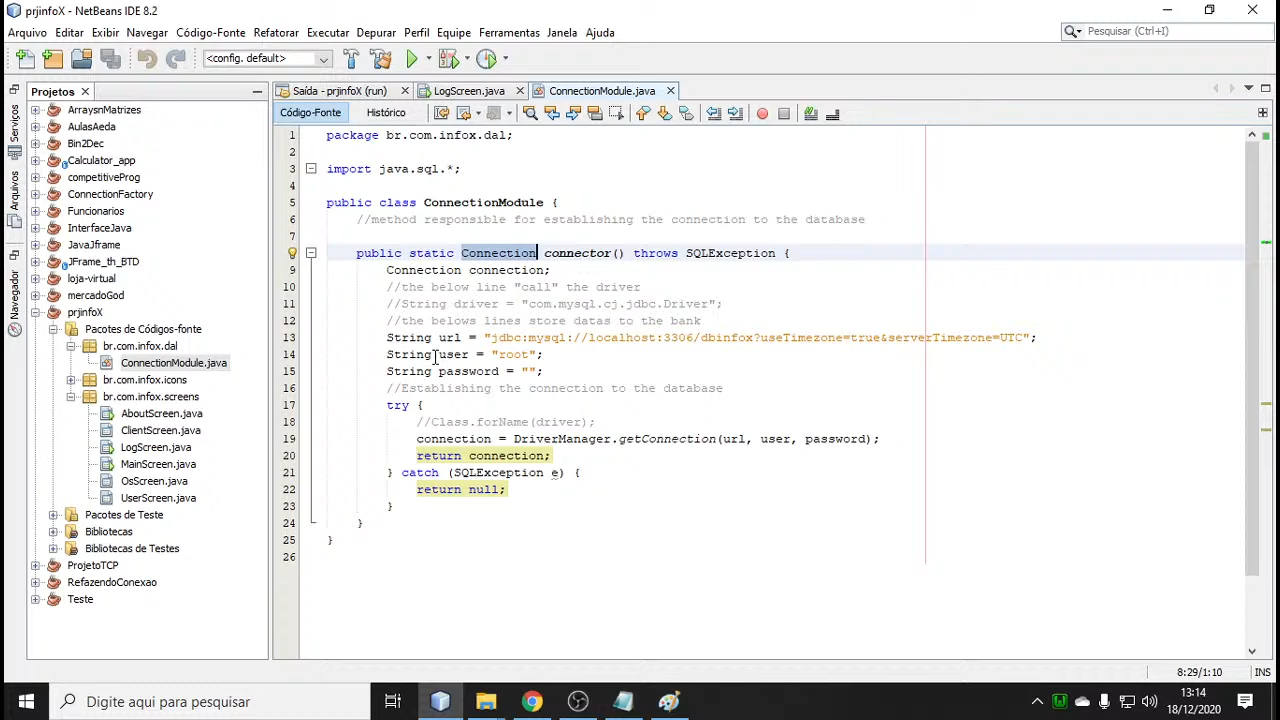 prjinfoX - NetBeans IDE 8.2
Arquivo Editar Exibir Navegar Código-Fonte Refatorar Executar Depurar Perfil Equipe Ferramentas Janela Ajuda
Pesquisar (Ctrl+I)
<config. default>
Projetos
Saída - prjinfoX (run)
LogScreen.java
ConnectionModule.java
Código-Fonte
Histórico
Serviços
Arquivos
Navegador
ArraysnMatrizes
AulasAeda
Bin2Dec
Calculator_app
competitiveProg
ConnectionFactory
Funcionarios
InterfaceJava
JavaJframe
JFrame_th_BTD
loja-virtual
mercadoGod
prjinfoX
Pacotes de Códigos-fonte
br.com.infox.dal
ConnectionModule.java
br.com.infox.icons
br.com.infox.screens
AboutScreen.java
ClientScreen.java
LogScreen.java
MainScreen.java
OsScreen.java
UserScreen.java
Pacotes de Teste
Bibliotecas
Bibliotecas de Testes
ProjetoTCP
RefazendoConexao
Teste
1 package br.com.infox.dal;
2
3 import java.sql.*;
4
5 public class ConnectionModule {
6 //method responsible for establishing the connection to the database
7
8 public static Connection connector() throws SQLException {
9 Connection connection;
10 //the below line "call" the driver
11 //String driver = "com.mysql.cj.jdbc.Driver";
12 //the belows lines store datas to the bank
13 String url = "jdbc:mysql://localhost:3306/dbinfox?useTimezone=true&serverTimezone=UTC";
14 String user = "root";
15 String password = "";
16 //Establishing the connection to the database
17 try {
18 //Class.forName(driver);
19 connection = DriverManager.getConnection(url, user, password);
20 return connection;
21 } catch (SQLException e) {
22 return null;
23 }
24 }
25 }
26
8:29/1:10 INS
Digite aqui para pesquisar
13:14
18/12/2020